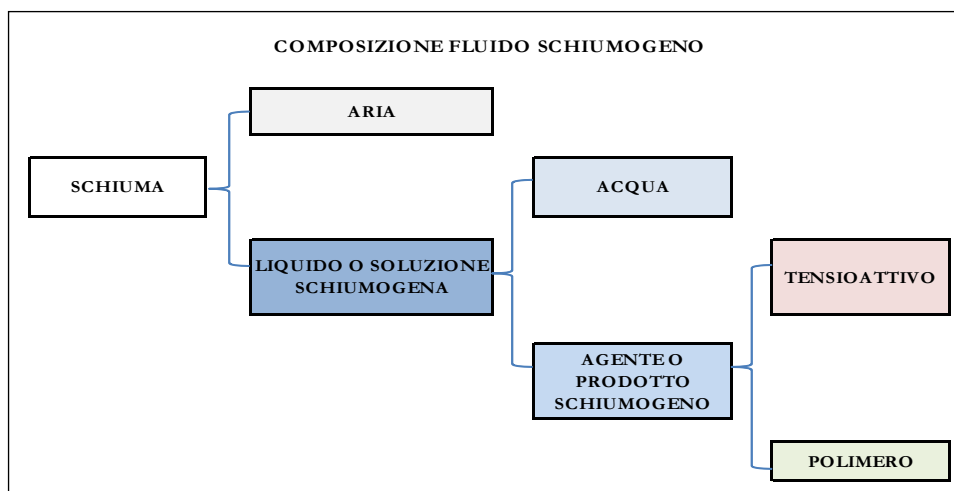 COMPOSIZIONE FLUIDO SCHIUMOGENO
ARIA
SCHIUMA
ACQUA
LIQUIDO O SOLUZIONE
SCHIUMOGENA
TENSIOATTIVO
AGENTE O
PRODOTTO
SCHIUMOGENO
POLIMERO